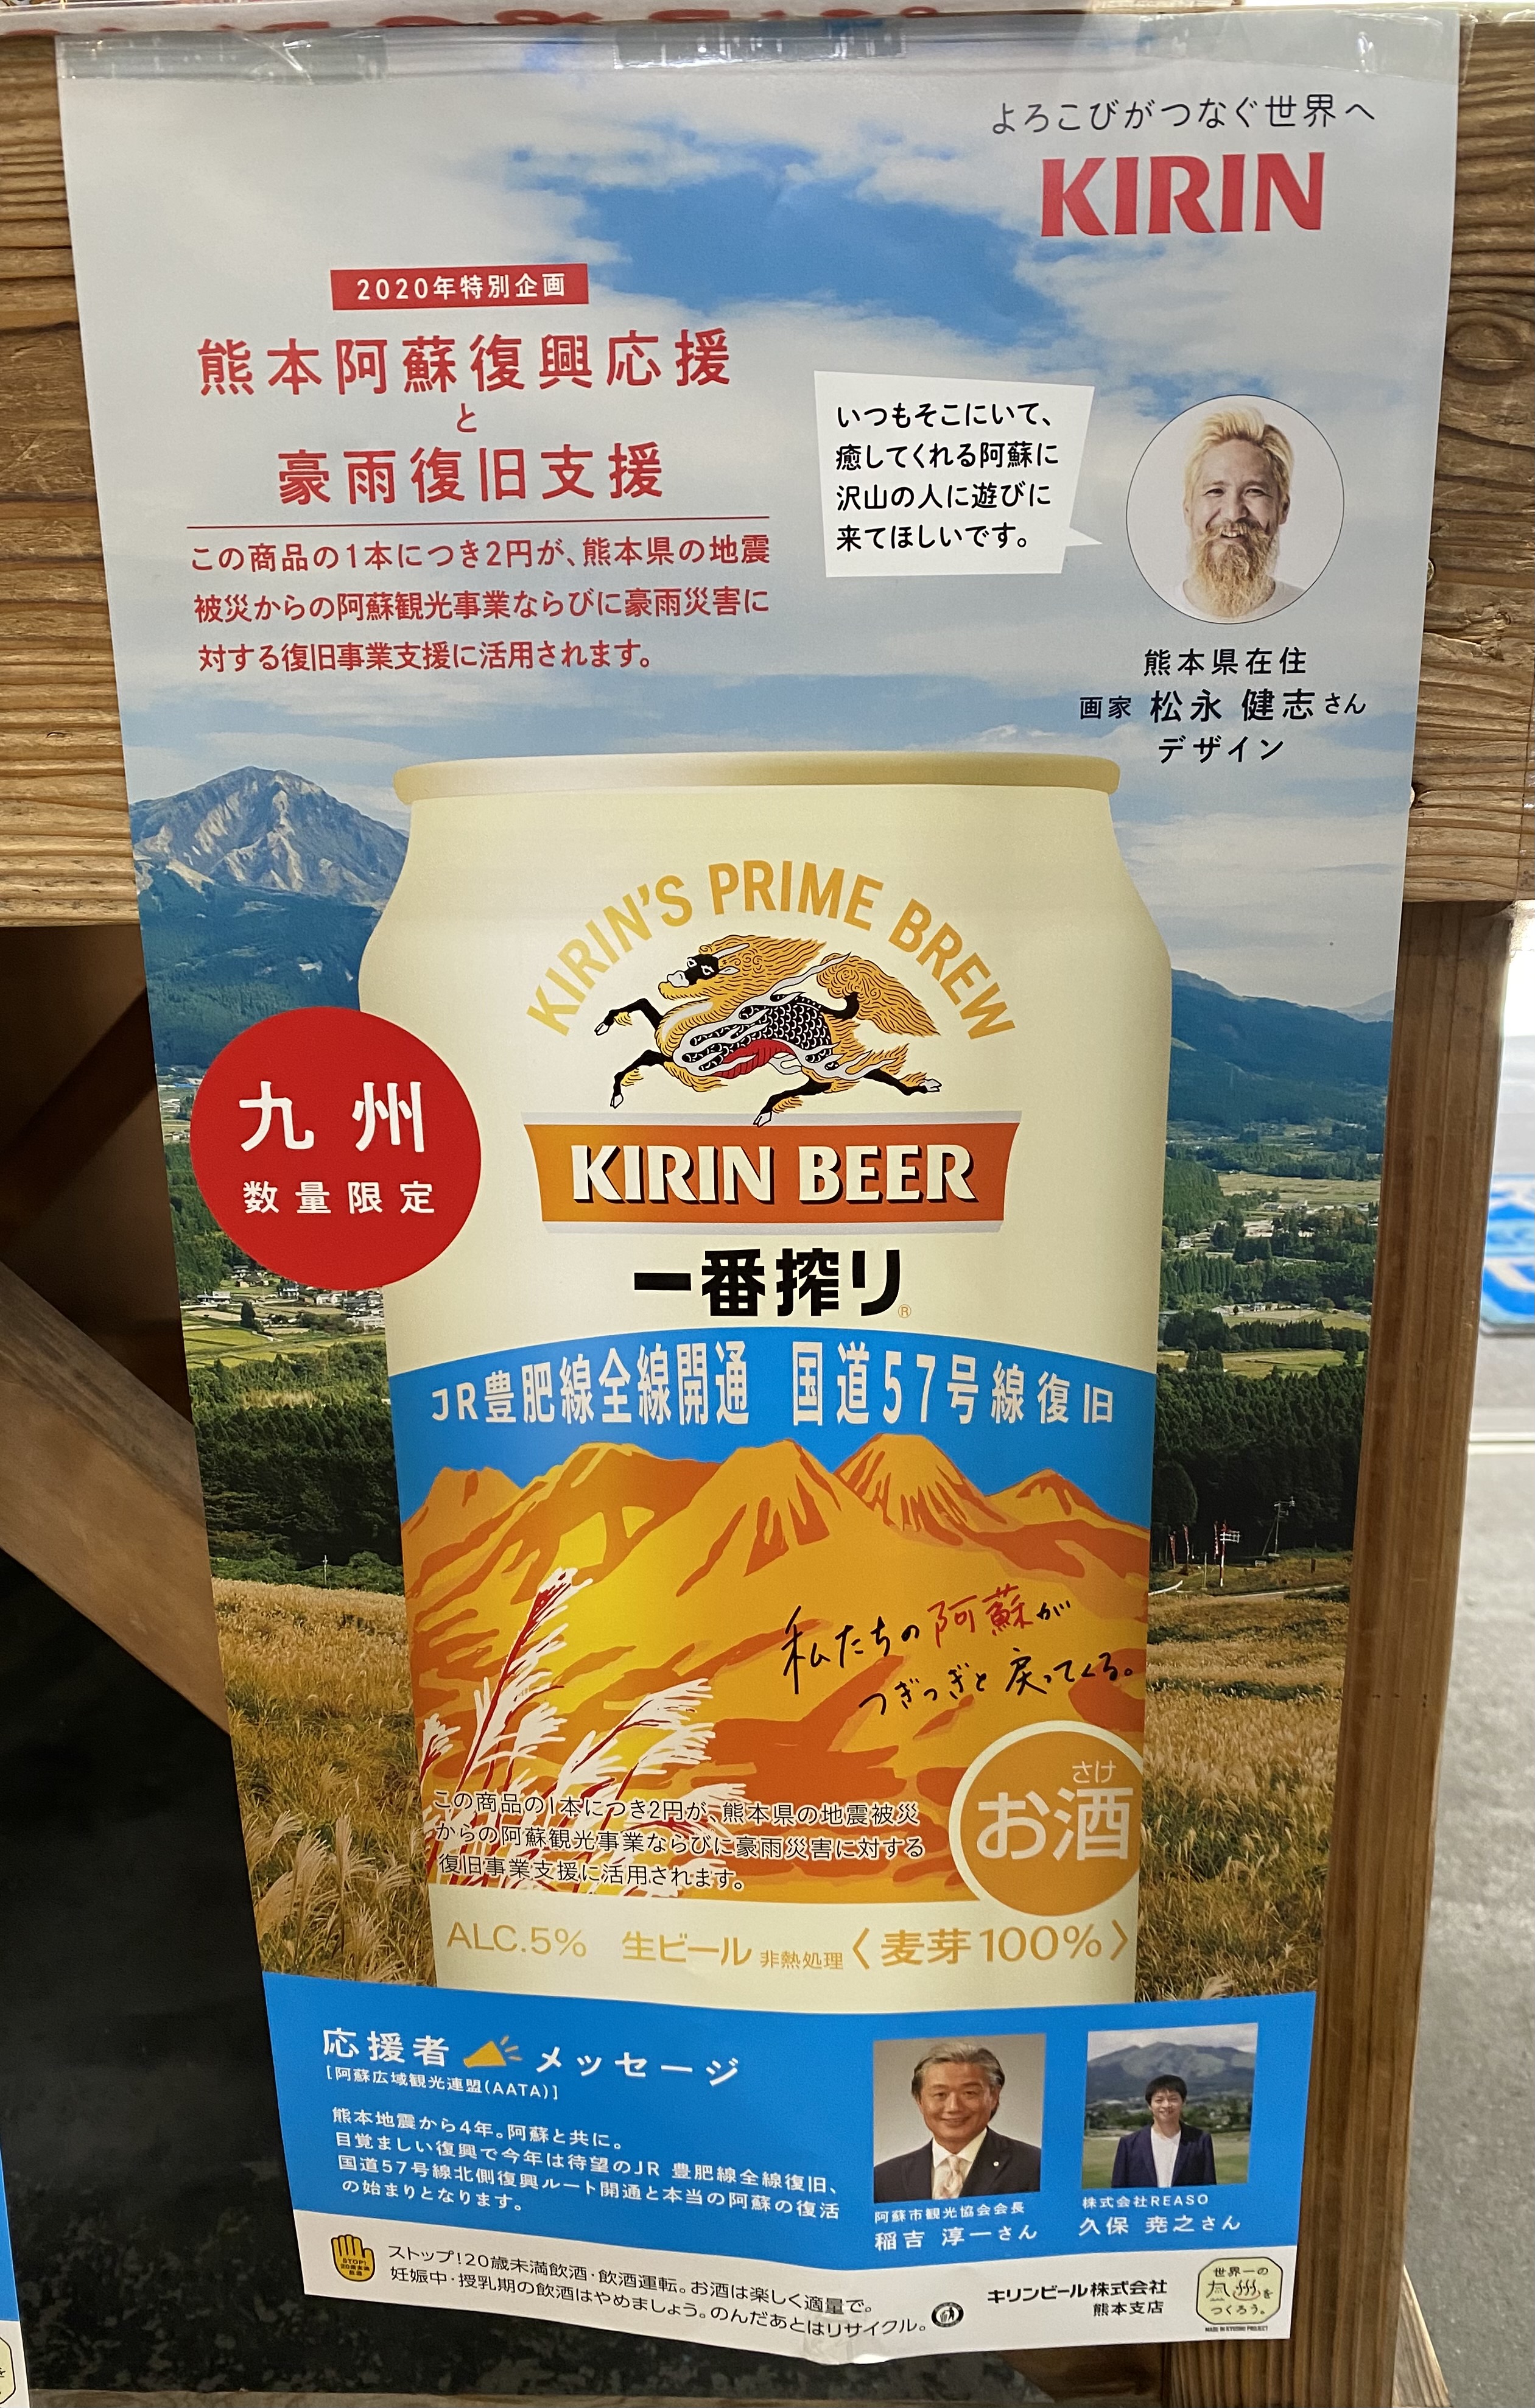 よろこびがつなぐ世界へ
KIRIN
2020年特別企画
熊本阿蘇復興応援
と
豪雨復旧支援
この商品の1本につき2円が、熊本県の地震
被災からの阿蘇観光事業ならびに豪雨災害に
対する復旧事業支援に活用されます。
いつもそこにいて、
癒してくれる阿蘇に
沢山の人に遊びに
来てほしいです。
熊本県在住
画家 松永 健志さん
デザイン
KIRIN'S PRIME BREW
九州
数量限定
KIRIN BEER
一番搾り®
JR豊肥線全線開通 国道57号線復旧
私たちの阿蘇が
つぎつぎと戻ってくる。
さけ
お酒
この商品の1本につき2円が、熊本県の地震被災
からの阿蘇観光事業ならびに豪雨災害に対する
復旧事業支援に活用されます。
ALC.5% 生ビール 非熱処理〈麦芽100%〉
応援者 メッセージ
[阿蘇広域観光連盟(AATA)]
熊本地震から4年。阿蘇と共に。
目覚ましい復興で今年は待望のJR 豊肥線全線復旧、
国道57号線北側復興ルート開通と本当の阿蘇の復活
の始まりとなります。
阿蘇市観光協会会長
稲吉 淳一さん
株式会社REASO
久保 尭之さん
STOP!
20歳未満
飲酒
ストップ!20歳未満飲酒・飲酒運転。お酒は楽しく適量で。
妊娠中・授乳期の飲酒はやめましょう。のんだあとはリサイクル。
キリンビール株式会社
熊本支店
世界一の
九州を
つくろう。
MADE IN KYUSHU PROJECT